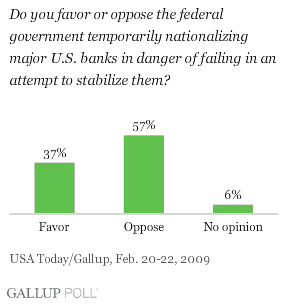 Do you favor or oppose the federal
government temporarily nationalizing
major U.S. banks in danger of failing in an
attempt to stabilize them?
57%
37%
6%
Favor Oppose No opinion
USA Today/Gallup, Feb. 20-22, 2009
GALLUP POLL